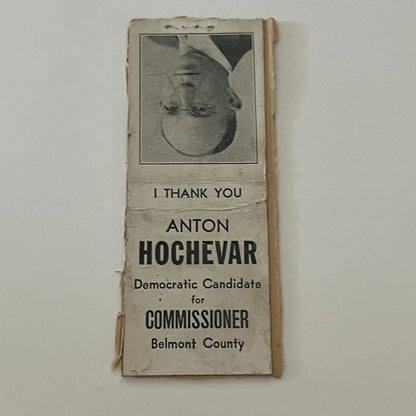 I THANK YOU
ANTON
HOCHEVAR
Democratic Candidate
for
COMMISSIONER
Belmont County